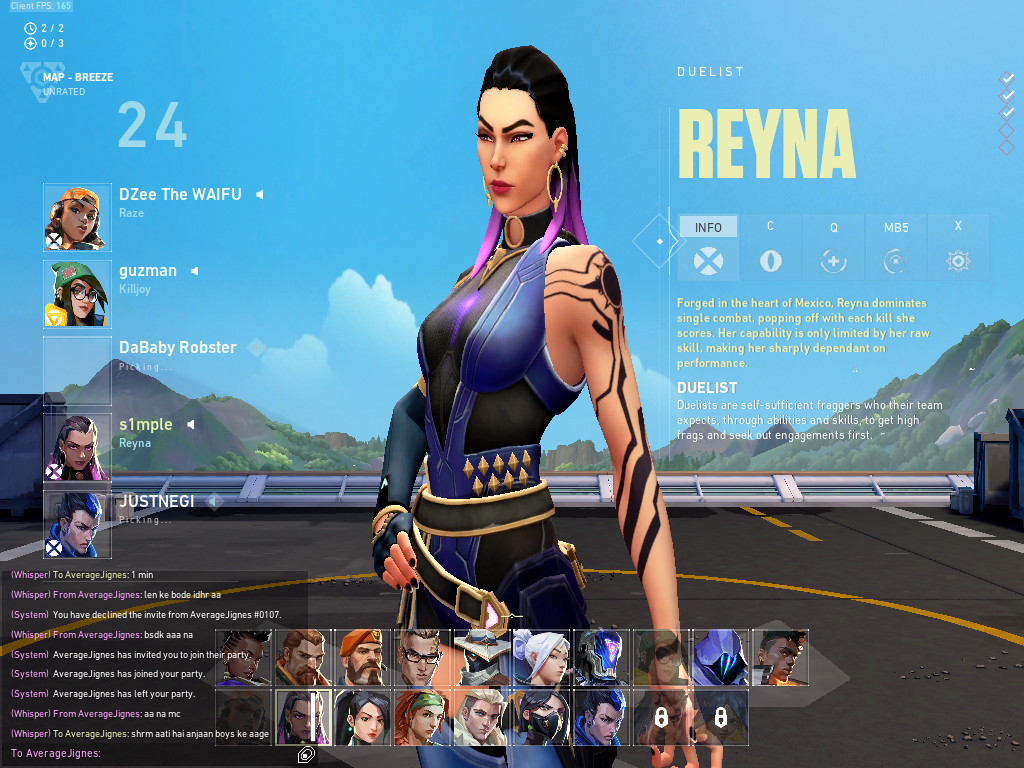 Client FPS: 165
2 / 2
0 / 3
MAP - BREEZE
UNRATED
24
DZee The WAIFU
Raze
guzman
Killjoy
DaBaby Robster
Picking...
s1mple
Reyna
JUSTNEGI
Picking...
DUELIST
REYNA
INFO C Q MB5 X
Forged in the heart of Mexico, Reyna dominates
single combat, popping off with each kill she
scores. Her capability is only limited by her raw
skill, making her sharply dependant on
performance.
DUELIST
Duelists are self-sufficient fraggers who their team
expects, through abilities and skills, to get high
frags and seek out engagements first.
(Whisper) To AverageJignes: 1 min
(Whisper) From AverageJignes: len ke bode idhr aa
(System) You have declined the invite from AverageJignes #0107.
(Whisper) From AverageJignes: bsdk aaa na
(System) AverageJignes has invited you to join their party.
(System) AverageJignes has joined your party.
(System) AverageJignes has left your party.
(Whisper) From AverageJignes: aa na mc
(Whisper) To AverageJignes: shrm aati hai anjaan boys ke aage
To AverageJignes: